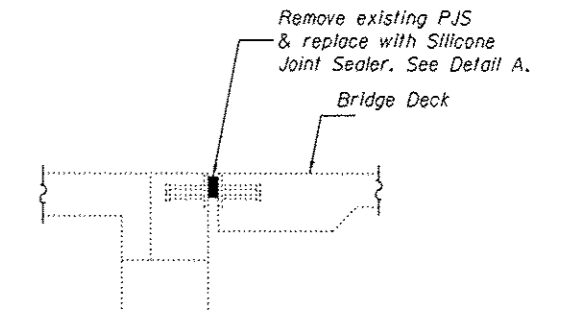 Remove existing PJS
& replace with Silicone
Joint Sealer. See Detail A.
Bridge Deck